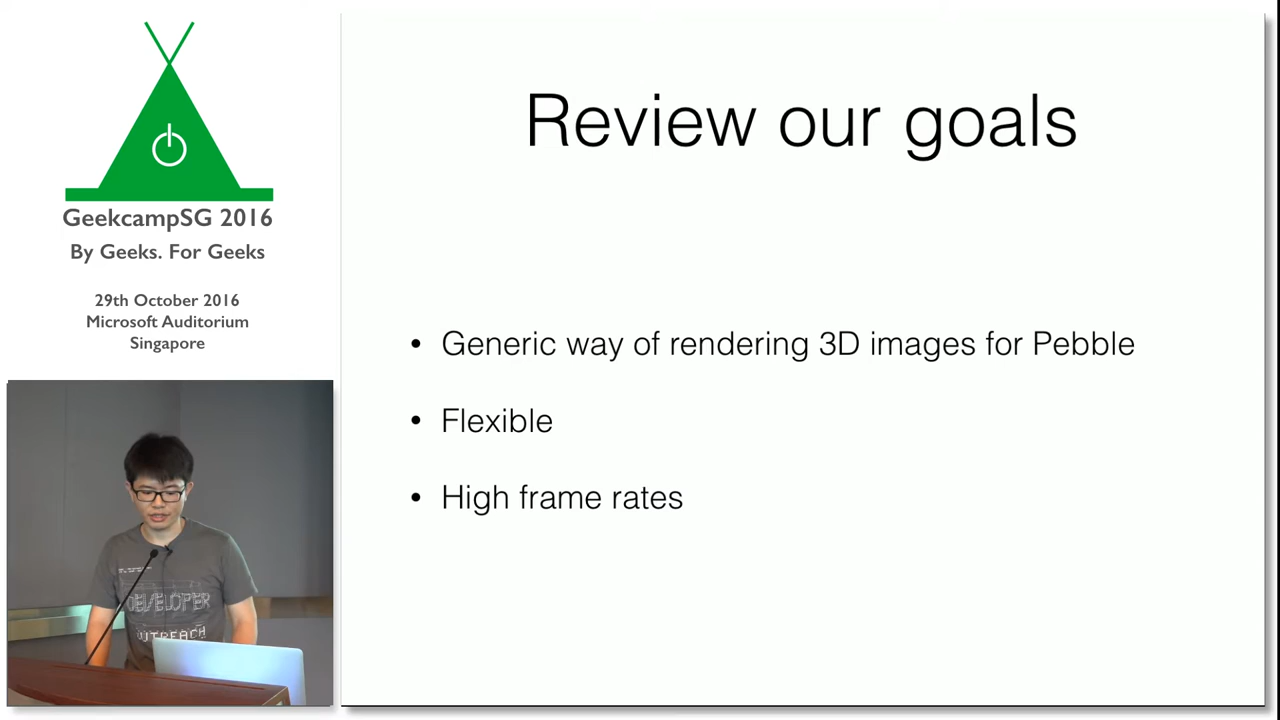 GeekcampSG 2016
By Geeks. For Geeks
29th October 2016
Microsoft Auditorium
Singapore
Review our goals
• Generic way of rendering 3D images for Pebble
• Flexible
• High frame rates
DEVELOPER
OUTREACH